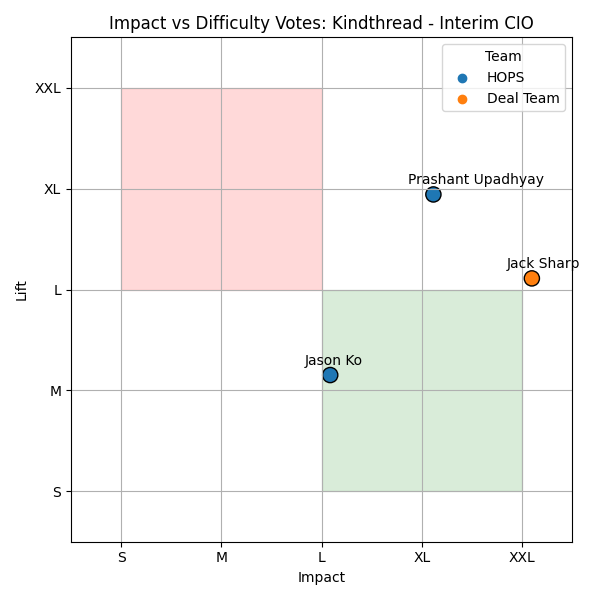 Impact vs Difficulty Votes: Kindthread - Interim CIO
Team
HOPS
Deal Team
XXL
XL
L
M
S
Lift
Prashant Upadhyay
Jack Sharp
Jason Ko
S
M
L
XL
XXL
Impact